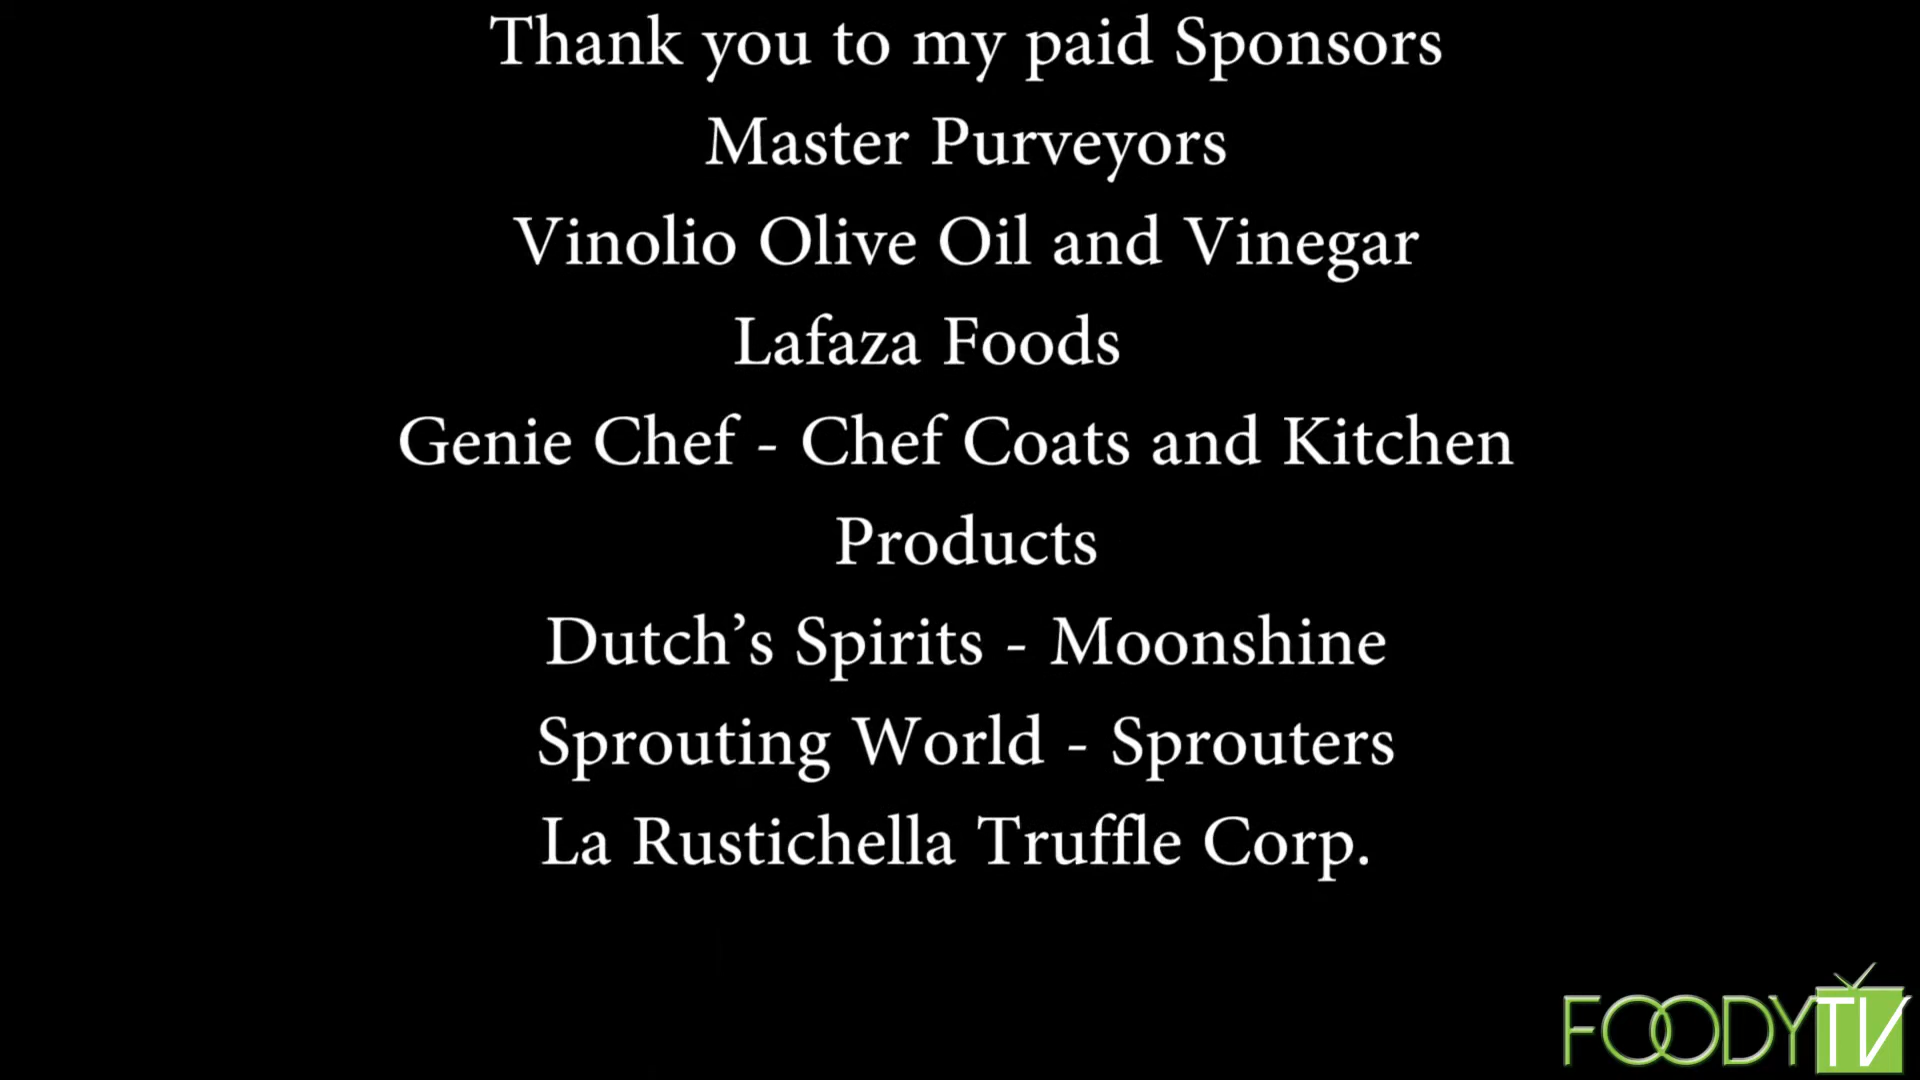 Thank you to my paid Sponsors
Master Purveyors
Vinolio Olive Oil and Vinegar
Lafaza Foods
Genie Chef - Chef Coats and Kitchen
Products
Dutch’s Spirits - Moonshine
Sprouting World - Sprouters
La Rustichella Truffle Corp.
FOODYTV